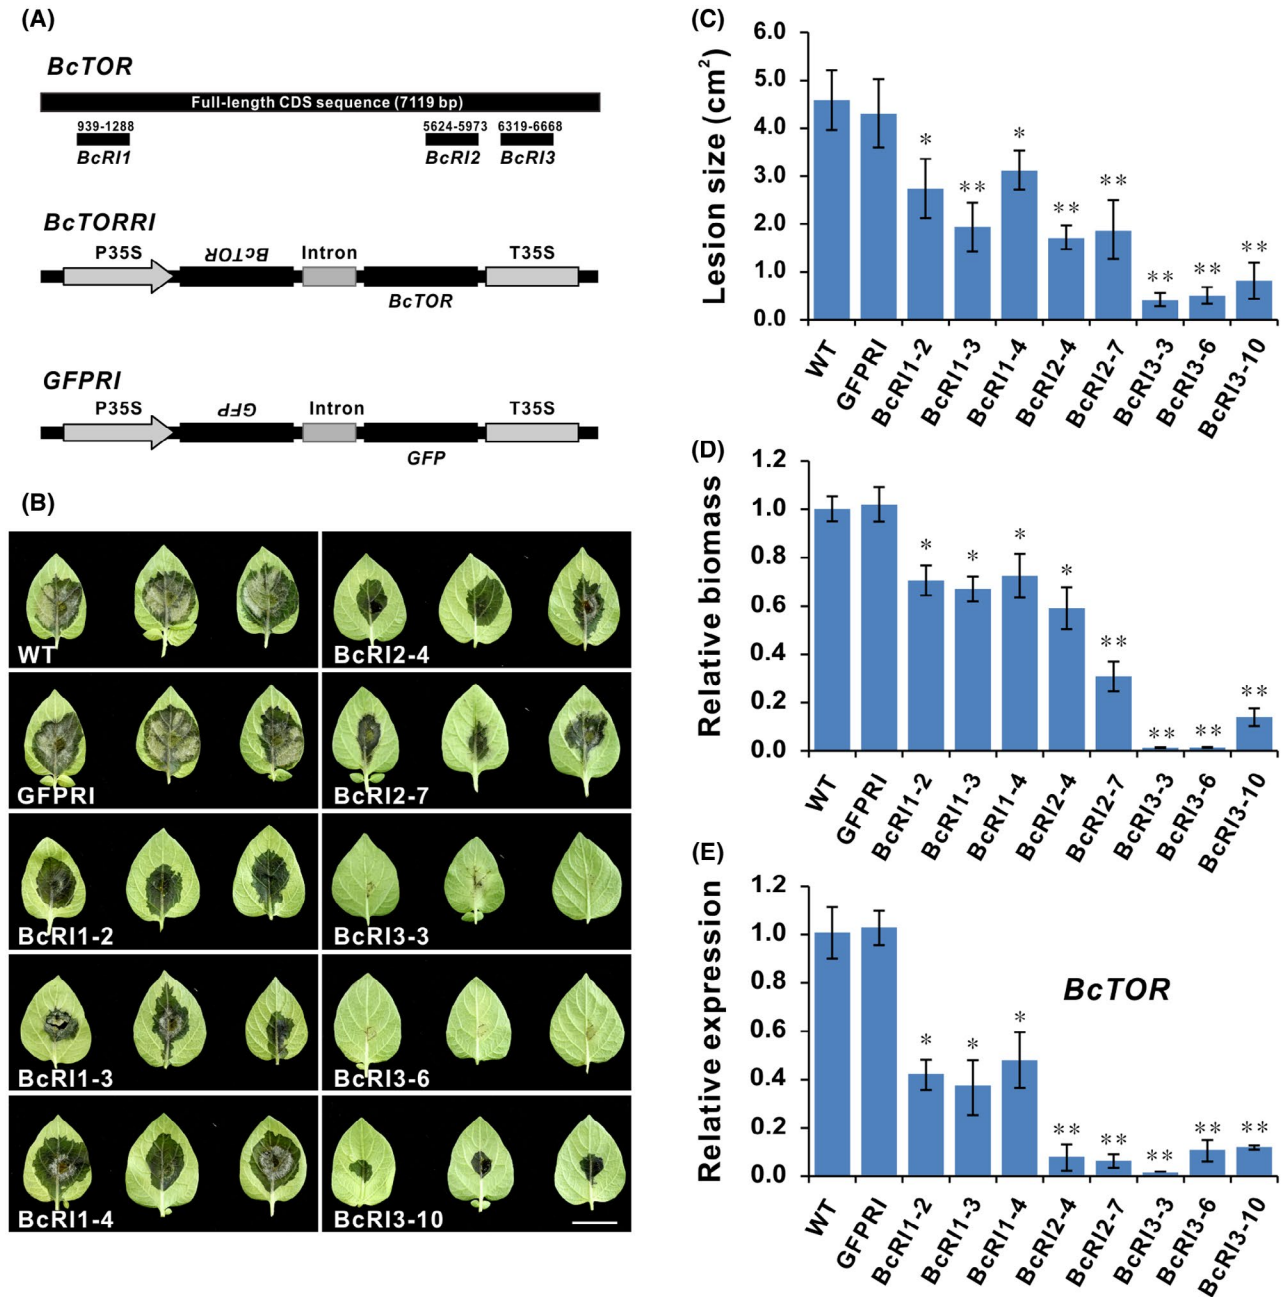 (A)
BcTOR
Full-length CDS sequence (7119 bp)
939-1288 5624-5973 6319-6668
BcRI1 BcRI2 BcRI3
BcTORRI
P35S BcTOR Intron T35S
BcTOR
GFPRI
P35S GFP Intron T35S
GFP
(B)
WT BcRI2-4
GFPRI BcRI2-7
BcRI1-2 BcRI3-3
BcRI1-3 BcRI3-6
BcRI1-4 BcRI3-10
(C)
Lesion size (cm²)
6.0
5.0
4.0
3.0
2.0
1.0
0.0
* ** * ** ** ** ** **
WT GFPRI BcRI1-2 BcRI1-3 BcRI1-4 BcRI2-4 BcRI2-7 BcRI3-3 BcRI3-6 BcRI3-10
(D)
Relative biomass
1.2
1.0
0.8
0.6
0.4
0.2
0.0
* * * * ** ** ** **
WT GFPRI BcRI1-2 BcRI1-3 BcRI1-4 BcRI2-4 BcRI2-7 BcRI3-3 BcRI3-6 BcRI3-10
(E)
Relative expression
1.2
1.0
0.8
0.6
0.4
0.2
0.0
BcTOR
* * * ** ** ** ** **
WT GFPRI BcRI1-2 BcRI1-3 BcRI1-4 BcRI2-4 BcRI2-7 BcRI3-3 BcRI3-6 BcRI3-10